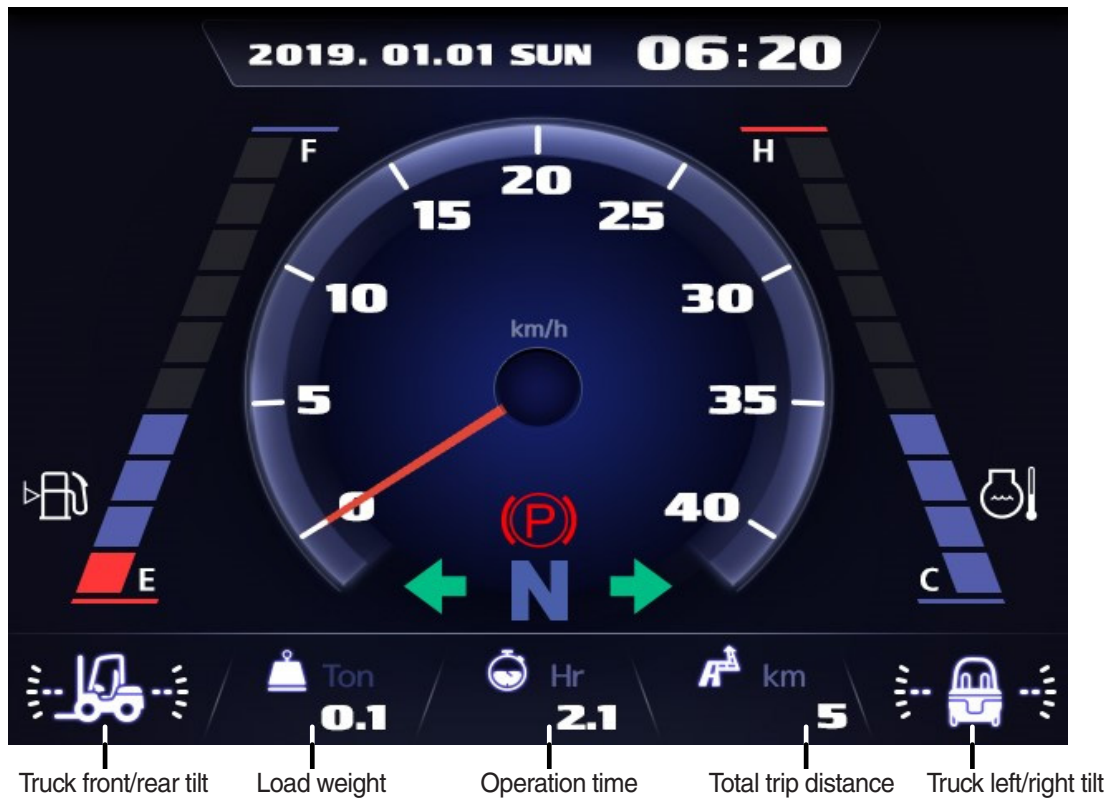 2019. 01.01 SUN 06:20
F H
20
15 25
10 30
km/h
5 35
0 40
P
E N C
Ton Hr km
0.1 2.1 5
Truck front/rear tilt Load weight Operation time Total trip distance Truck left/right tilt